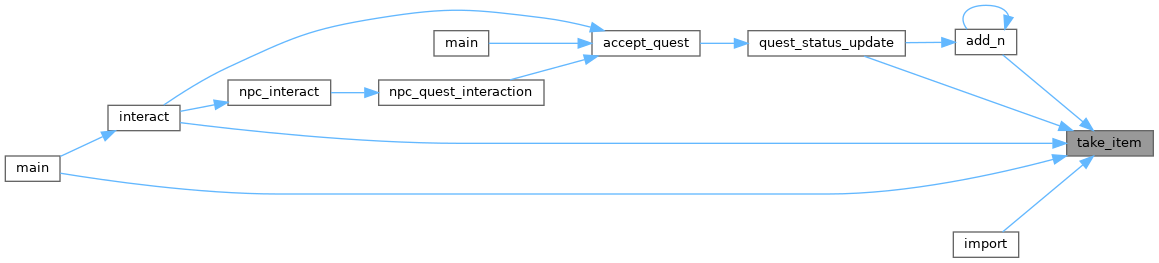 main
accept_quest
quest_status_update
add_n
npc_interact
npc_quest_interaction
interact
take_item
main
import